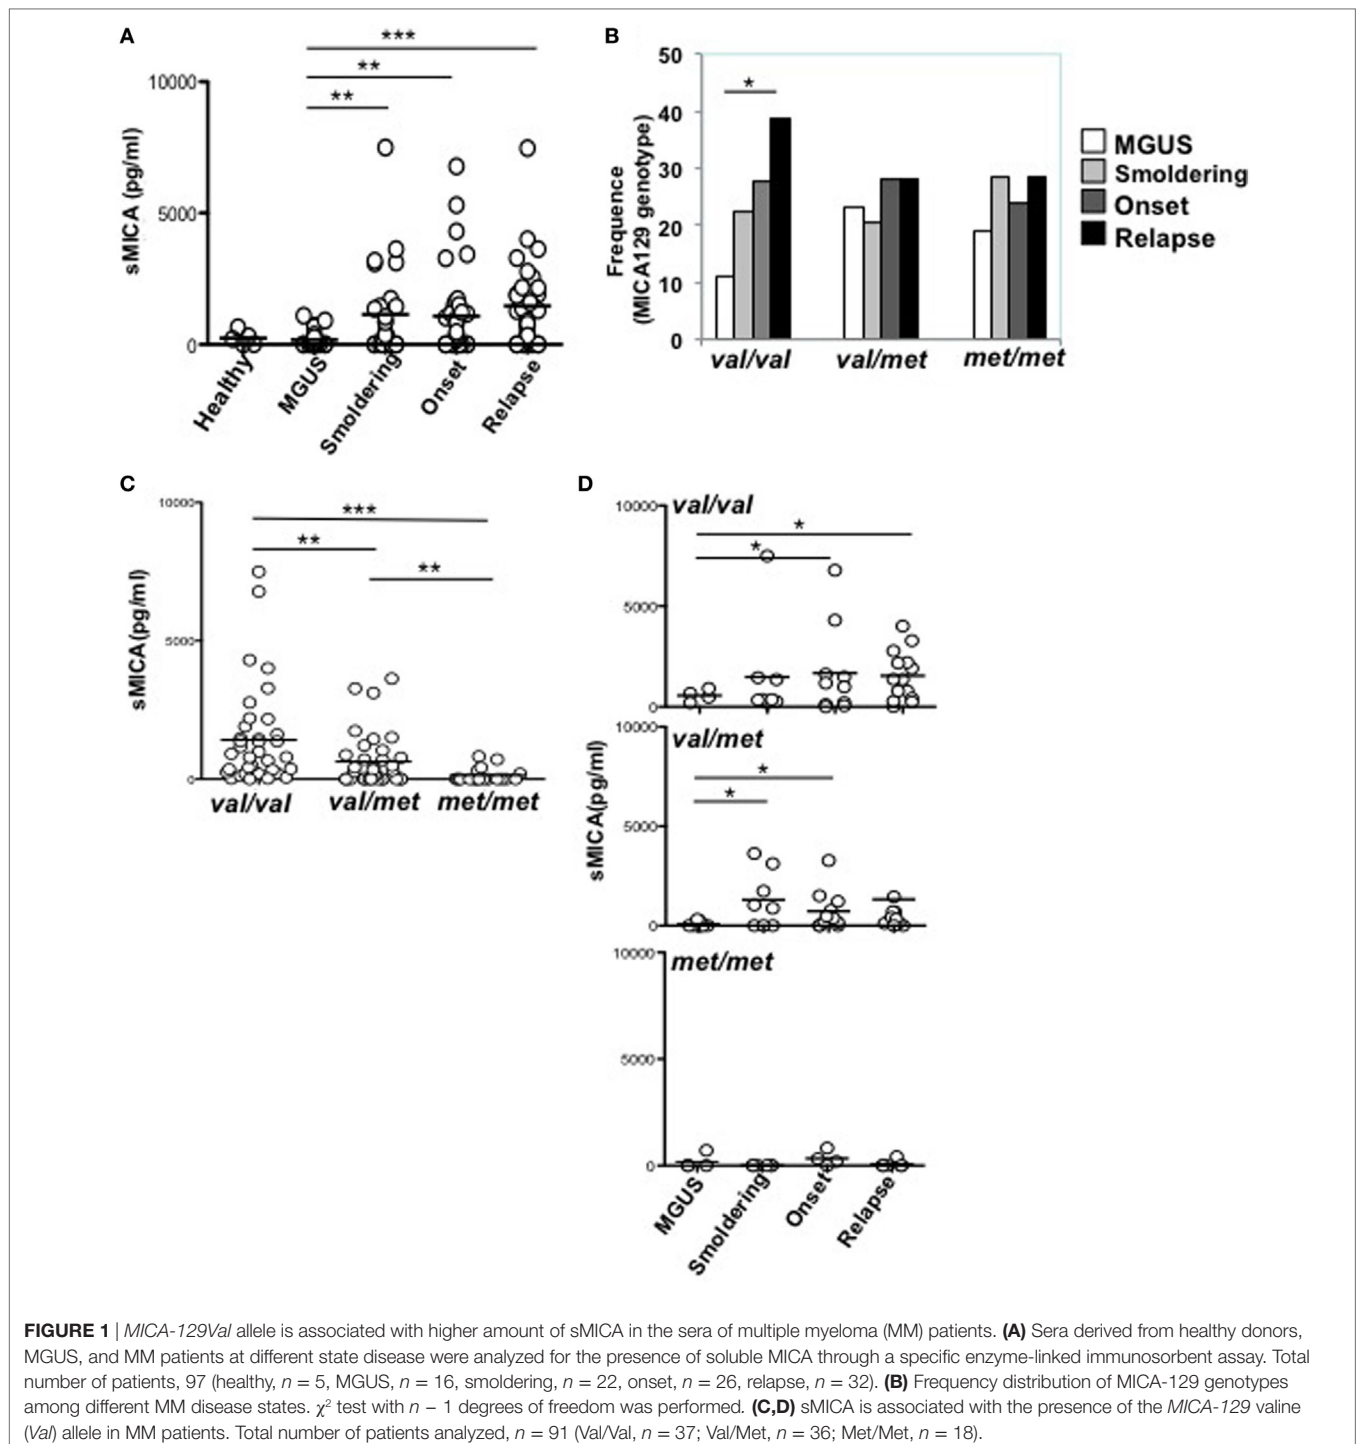 A
***
**
**
10000
5000
0
sMICA (pg/ml)
Healthy
MGUS
Smoldering
Onset
Relapse
B
50
40
30
20
10
0
*
Frequence
(MICA129 genotype)
val/val
val/met
met/met
MGUS
Smoldering
Onset
Relapse
C
10000
5000
0
***
**
**
sMICA(pg/ml)
val/val
val/met
met/met
D
10000
5000
0
val/val
*
*
10000
5000
0
val/met
*
*
sMICA(pg/ml)
10000
5000
0
met/met
MGUS
Smoldering
Onset
Relapse
FIGURE 1 | MICA-129Val allele is associated with higher amount of sMICA in the sera of multiple myeloma (MM) patients. (A) Sera derived from healthy donors,
MGUS, and MM patients at different state disease were analyzed for the presence of soluble MICA through a specific enzyme-linked immunosorbent assay. Total
number of patients, 97 (healthy, n = 5, MGUS, n = 16, smoldering, n = 22, onset, n = 26, relapse, n = 32). (B) Frequency distribution of MICA-129 genotypes
among different MM disease states. χ² test with n − 1 degrees of freedom was performed. (C,D) sMICA is associated with the presence of the MICA-129 valine
(Val) allele in MM patients. Total number of patients analyzed, n = 91 (Val/Val, n = 37; Val/Met, n = 36; Met/Met, n = 18).